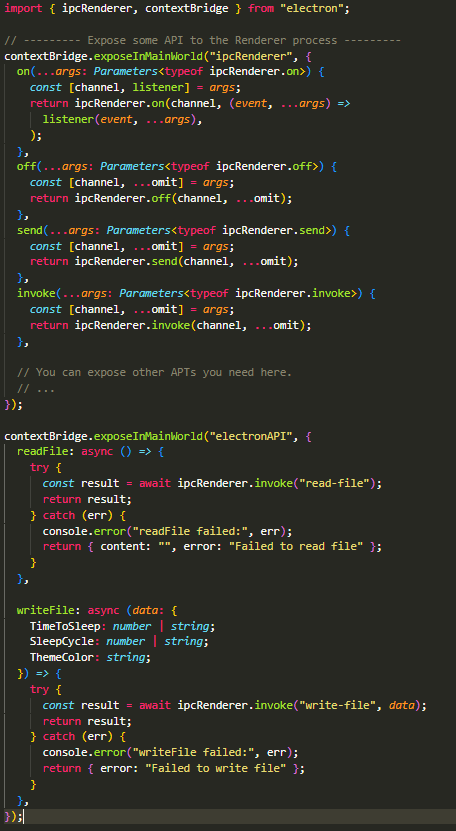 import { ipcRenderer, contextBridge } from "electron";

// --------- Expose some API to the Renderer process ---------
contextBridge.exposeInMainWorld("ipcRenderer", {
  on(...args: Parameters<typeof ipcRenderer.on>) {
    const [channel, listener] = args;
    return ipcRenderer.on(channel, (event, ...args) =>
      listener(event, ...args),
    );
  },
  off(...args: Parameters<typeof ipcRenderer.off>) {
    const [channel, ...omit] = args;
    return ipcRenderer.off(channel, ...omit);
  },
  send(...args: Parameters<typeof ipcRenderer.send>) {
    const [channel, ...omit] = args;
    return ipcRenderer.send(channel, ...omit);
  },
  invoke(...args: Parameters<typeof ipcRenderer.invoke>) {
    const [channel, ...omit] = args;
    return ipcRenderer.invoke(channel, ...omit);
  },

  // You can expose other APTs you need here.
  // ...
});

contextBridge.exposeInMainWorld("electronAPI", {
  readFile: async () => {
    try {
      const result = await ipcRenderer.invoke("read-file");
      return result;
    } catch (err) {
      console.error("readFile failed:", err);
      return { content: "", error: "Failed to read file" };
    }
  },

  writeFile: async (data: {
    TimeToSleep: number | string;
    SleepCycle: number | string;
    ThemeColor: string;
  }) => {
    try {
      const result = await ipcRenderer.invoke("write-file", data);
      return result;
    } catch (err) {
      console.error("writeFile failed:", err);
      return { error: "Failed to write file" };
    }
  },
});